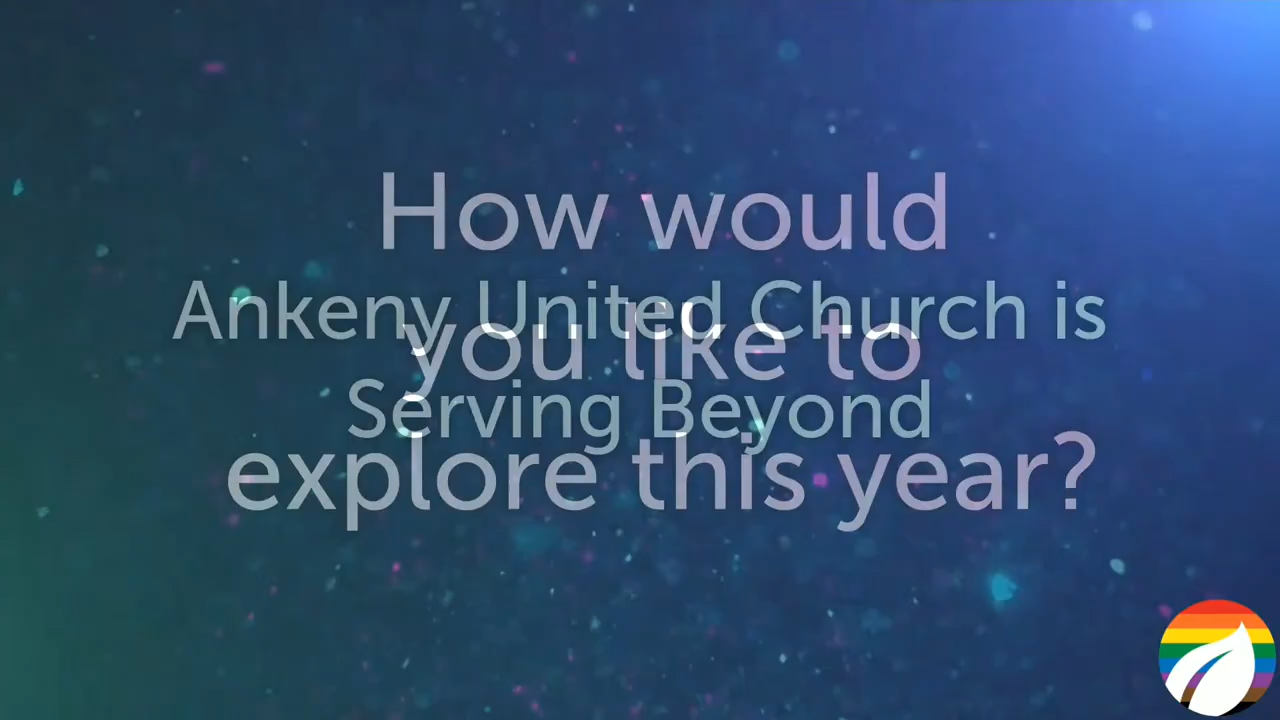 How would
you like to
explore this year?
Ankeny United Church is
Serving Beyond